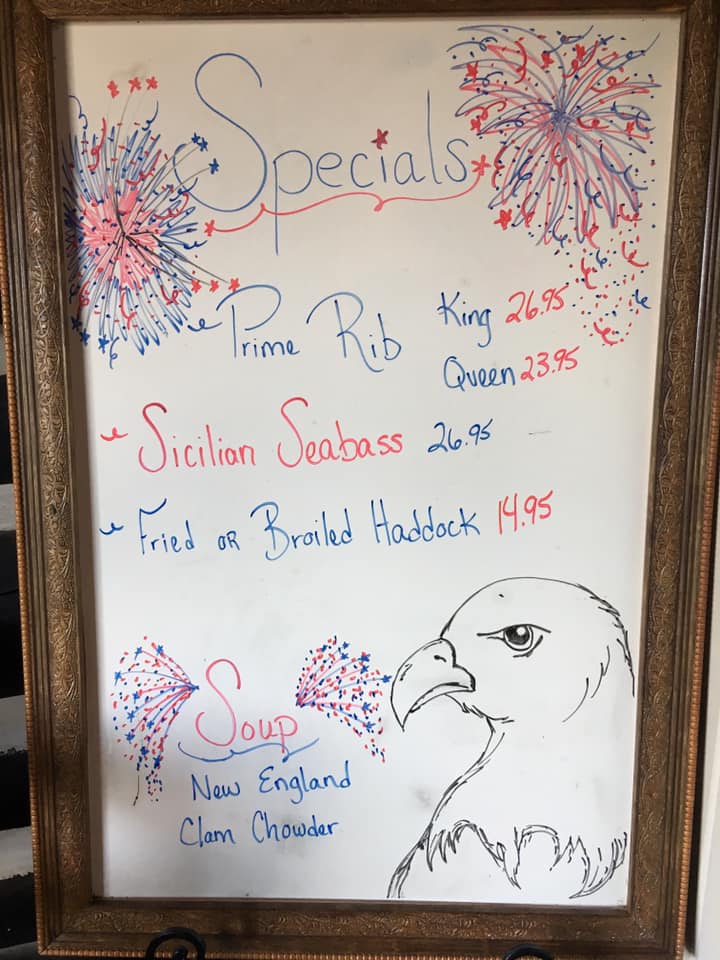 Specials
Prime Rib King 26.95
Queen 23.95
Sicilian Seabass 26.95
Fried or Broiled Haddock 14.95
Soup
New England
Clam Chowder